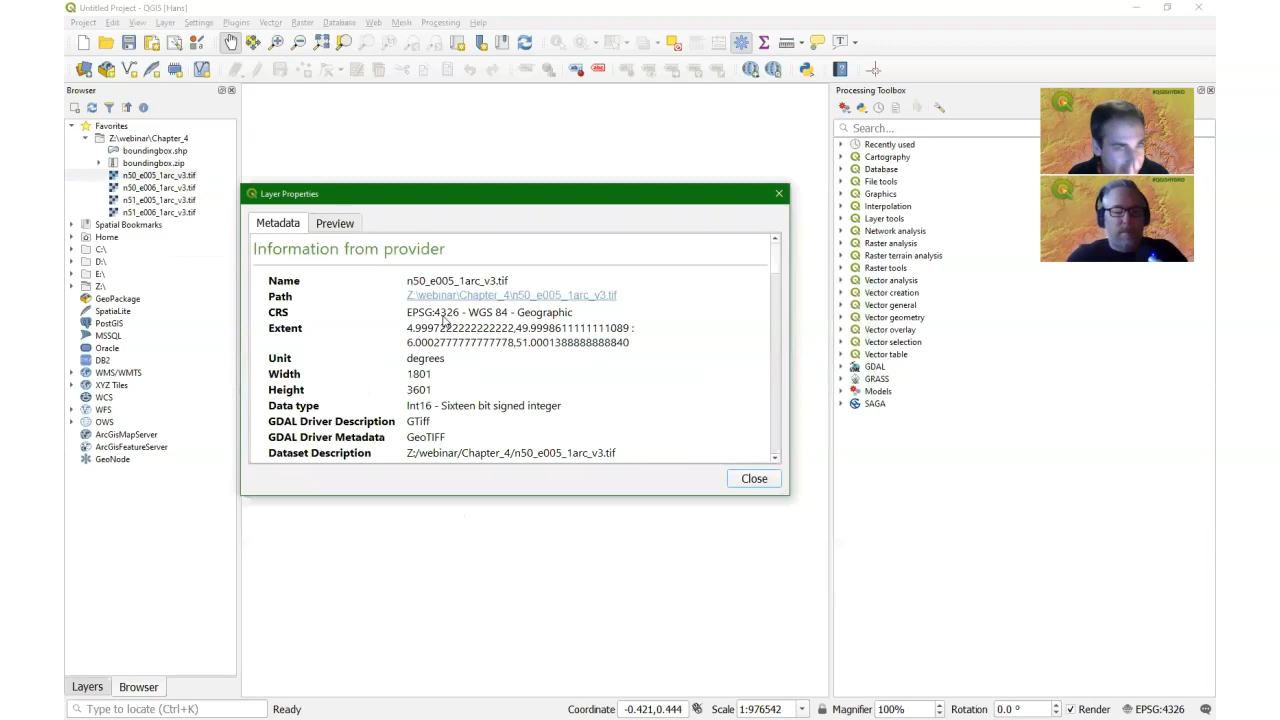 Untitled Project - QGIS [Hans]
Project Edit View Layer Settings Plugins Vector Raster Database Web Mesh Processing Help
Browser
Favorites
Z:\webinar\Chapter_4
boundingbox.shp
boundingbox.zip
n50_e005_1arc_v3.tif
n50_e006_1arc_v3.tif
n51_e005_1arc_v3.tif
n51_e006_1arc_v3.tif
Spatial Bookmarks
Home
C:\
D:\
E:\
Z:\
GeoPackage
SpatiaLite
PostGIS
MSSQL
Oracle
DB2
WMS/WMTS
XYZ Tiles
WCS
WFS
OWS
ArcGisMapServer
ArcGisFeatureServer
GeoNode
Layers Browser
Layer Properties
Metadata Preview
Information from provider
Name n50_e005_1arc_v3.tif
Path Z:\webinar\Chapter_4\n50_e005_1arc_v3.tif
CRS EPSG:4326 - WGS 84 - Geographic
Extent 4.9997222222222222,49.9998611111111089 :
6.0002777777777778,51.0001388888888840
Unit degrees
Width 1801
Height 3601
Data type Int16 - Sixteen bit signed integer
GDAL Driver Description GTiff
GDAL Driver Metadata GeoTIFF
Dataset Description Z:/webinar/Chapter_4/n50_e005_1arc_v3.tif
Close
Processing Toolbox
Search...
Recently used
Cartography
Database
File tools
Graphics
Interpolation
Layer tools
Network analysis
Raster analysis
Raster terrain analysis
Raster tools
Vector analysis
Vector creation
Vector general
Vector geometry
Vector overlay
Vector selection
Vector table
GDAL
GRASS
Models
SAGA
#QGISHYDRO
#QGISHYDRO
Type to locate (Ctrl+K) Ready Coordinate -0.421,0.444 Scale 1:976542 Magnifier 100% Rotation 0.0 ° Render EPSG:4326